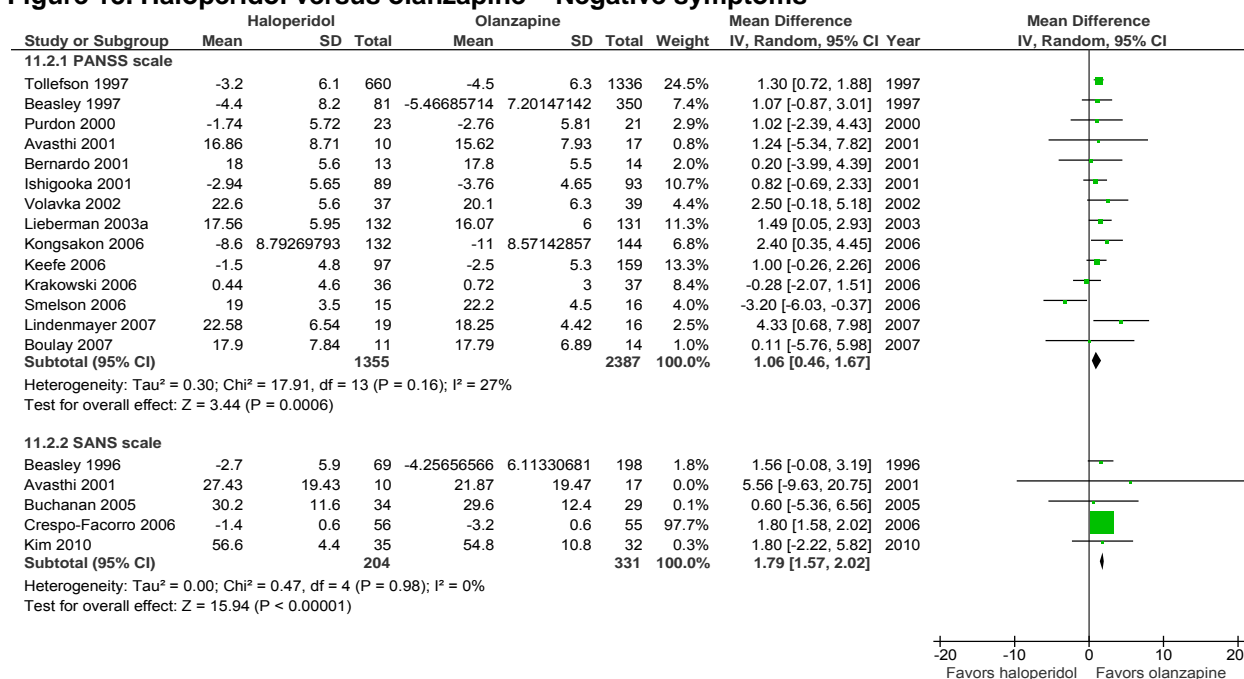 Haloperidol Olanzapine Mean Difference Mean Difference
Study or Subgroup Mean SD Total Mean SD Total Weight IV, Random, 95% CI Year IV, Random, 95% CI
11.2.1 PANSS scale
Tollefson 1997 -3.2 6.1 660 -4.5 6.3 1336 24.5% 1.30 [0.72, 1.88] 1997
Beasley 1997 -4.4 8.2 81 -5.46685714 7.20147142 350 7.4% 1.07 [-0.87, 3.01] 1997
Purdon 2000 -1.74 5.72 23 -2.76 5.81 21 2.9% 1.02 [-2.39, 4.43] 2000
Avasthi 2001 16.86 8.71 10 15.62 7.93 17 0.8% 1.24 [-5.34, 7.82] 2001
Bernardo 2001 18 5.6 13 17.8 5.5 14 2.0% 0.20 [-3.99, 4.39] 2001
Ishigooka 2001 -2.94 5.65 89 -3.76 4.65 93 10.7% 0.82 [-0.69, 2.33] 2001
Volavka 2002 22.6 5.6 37 20.1 6.3 39 4.4% 2.50 [-0.18, 5.18] 2002
Lieberman 2003a 17.56 5.95 132 16.07 6 131 11.3% 1.49 [0.05, 2.93] 2003
Kongsakon 2006 -8.6 8.79269793 132 -11 8.57142857 144 6.8% 2.40 [0.35, 4.45] 2006
Keefe 2006 -1.5 4.8 97 -2.5 5.3 159 13.3% 1.00 [-0.26, 2.26] 2006
Krakowski 2006 0.44 4.6 36 0.72 3 37 8.4% -0.28 [-2.07, 1.51] 2006
Smelson 2006 19 3.5 15 22.2 4.5 16 4.0% -3.20 [-6.03, -0.37] 2006
Lindenmayer 2007 22.58 6.54 19 18.25 4.42 16 2.5% 4.33 [0.68, 7.98] 2007
Boulay 2007 17.9 7.84 11 17.79 6.89 14 1.0% 0.11 [-5.76, 5.98] 2007
Subtotal (95% CI) 1355 2387 100.0% 1.06 [0.46, 1.67]
Heterogeneity: Tau² = 0.30; Chi² = 17.91, df = 13 (P = 0.16); I² = 27%
Test for overall effect: Z = 3.44 (P = 0.0006)
11.2.2 SANS scale
Beasley 1996 -2.7 5.9 69 -4.25656566 6.11330681 198 1.8% 1.56 [-0.08, 3.19] 1996
Avasthi 2001 27.43 19.43 10 21.87 19.47 17 0.0% 5.56 [-9.63, 20.75] 2001
Buchanan 2005 30.2 11.6 34 29.6 12.4 29 0.1% 0.60 [-5.36, 6.56] 2005
Crespo-Facorro 2006 -1.4 0.6 56 -3.2 0.6 55 97.7% 1.80 [1.58, 2.02] 2006
Kim 2010 56.6 4.4 35 54.8 10.8 32 0.3% 1.80 [-2.22, 5.82] 2010
Subtotal (95% CI) 204 331 100.0% 1.79 [1.57, 2.02]
Heterogeneity: Tau² = 0.00; Chi² = 0.47, df = 4 (P = 0.98); I² = 0%
Test for overall effect: Z = 15.94 (P < 0.00001)
-20 -10 0 10 20
Favors haloperidol Favors olanzapine